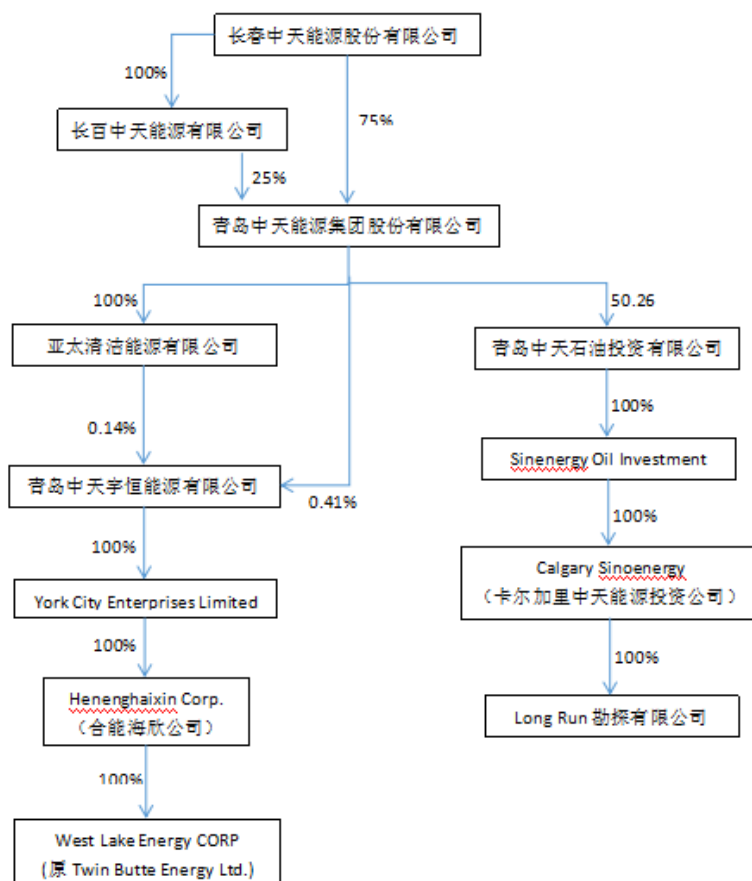 长春中天能源股份有限公司
100%
长百中天能源有限公司
75%
25%
青岛中天能源集团股份有限公司
100%
50.26
亚太清洁能源有限公司
青岛中天石油投资有限公司
0.14%
100%
Sinenergy Oil Investment
青岛中天宇恒能源有限公司
0.41%
100%
100%
Calgary Sinoenergy
（卡尔加里中天能源投资公司）
York City Enterprises Limited
100%
100%
Henenghaixin Corp.
（合能海欣公司）
Long Run 勘探有限公司
100%
West Lake Energy CORP
(原 Twin Butte Energy Ltd.)